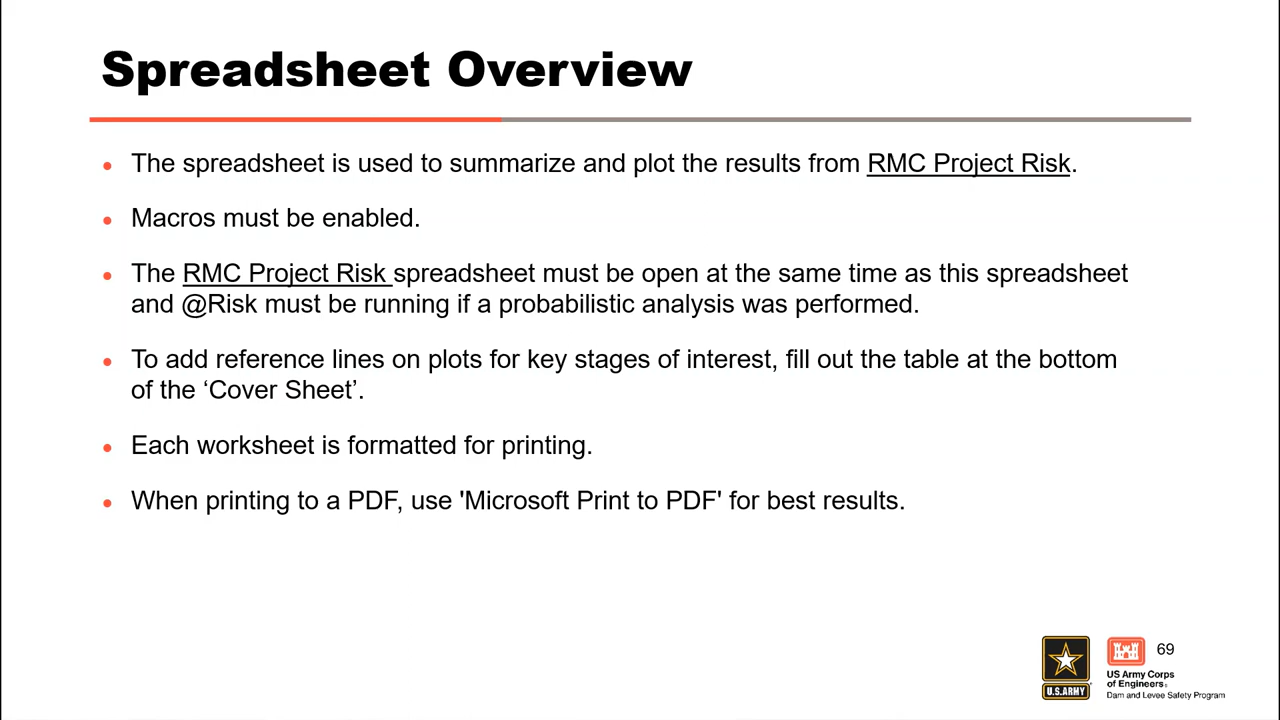 Spreadsheet Overview
• The spreadsheet is used to summarize and plot the results from RMC Project Risk.
• Macros must be enabled.
• The RMC Project Risk spreadsheet must be open at the same time as this spreadsheet
and @Risk must be running if a probabilistic analysis was performed.
• To add reference lines on plots for key stages of interest, fill out the table at the bottom
of the ‘Cover Sheet’.
• Each worksheet is formatted for printing.
• When printing to a PDF, use 'Microsoft Print to PDF' for best results.
69
U.S.ARMY
US Army Corps
of Engineers®
Dam and Levee Safety Program